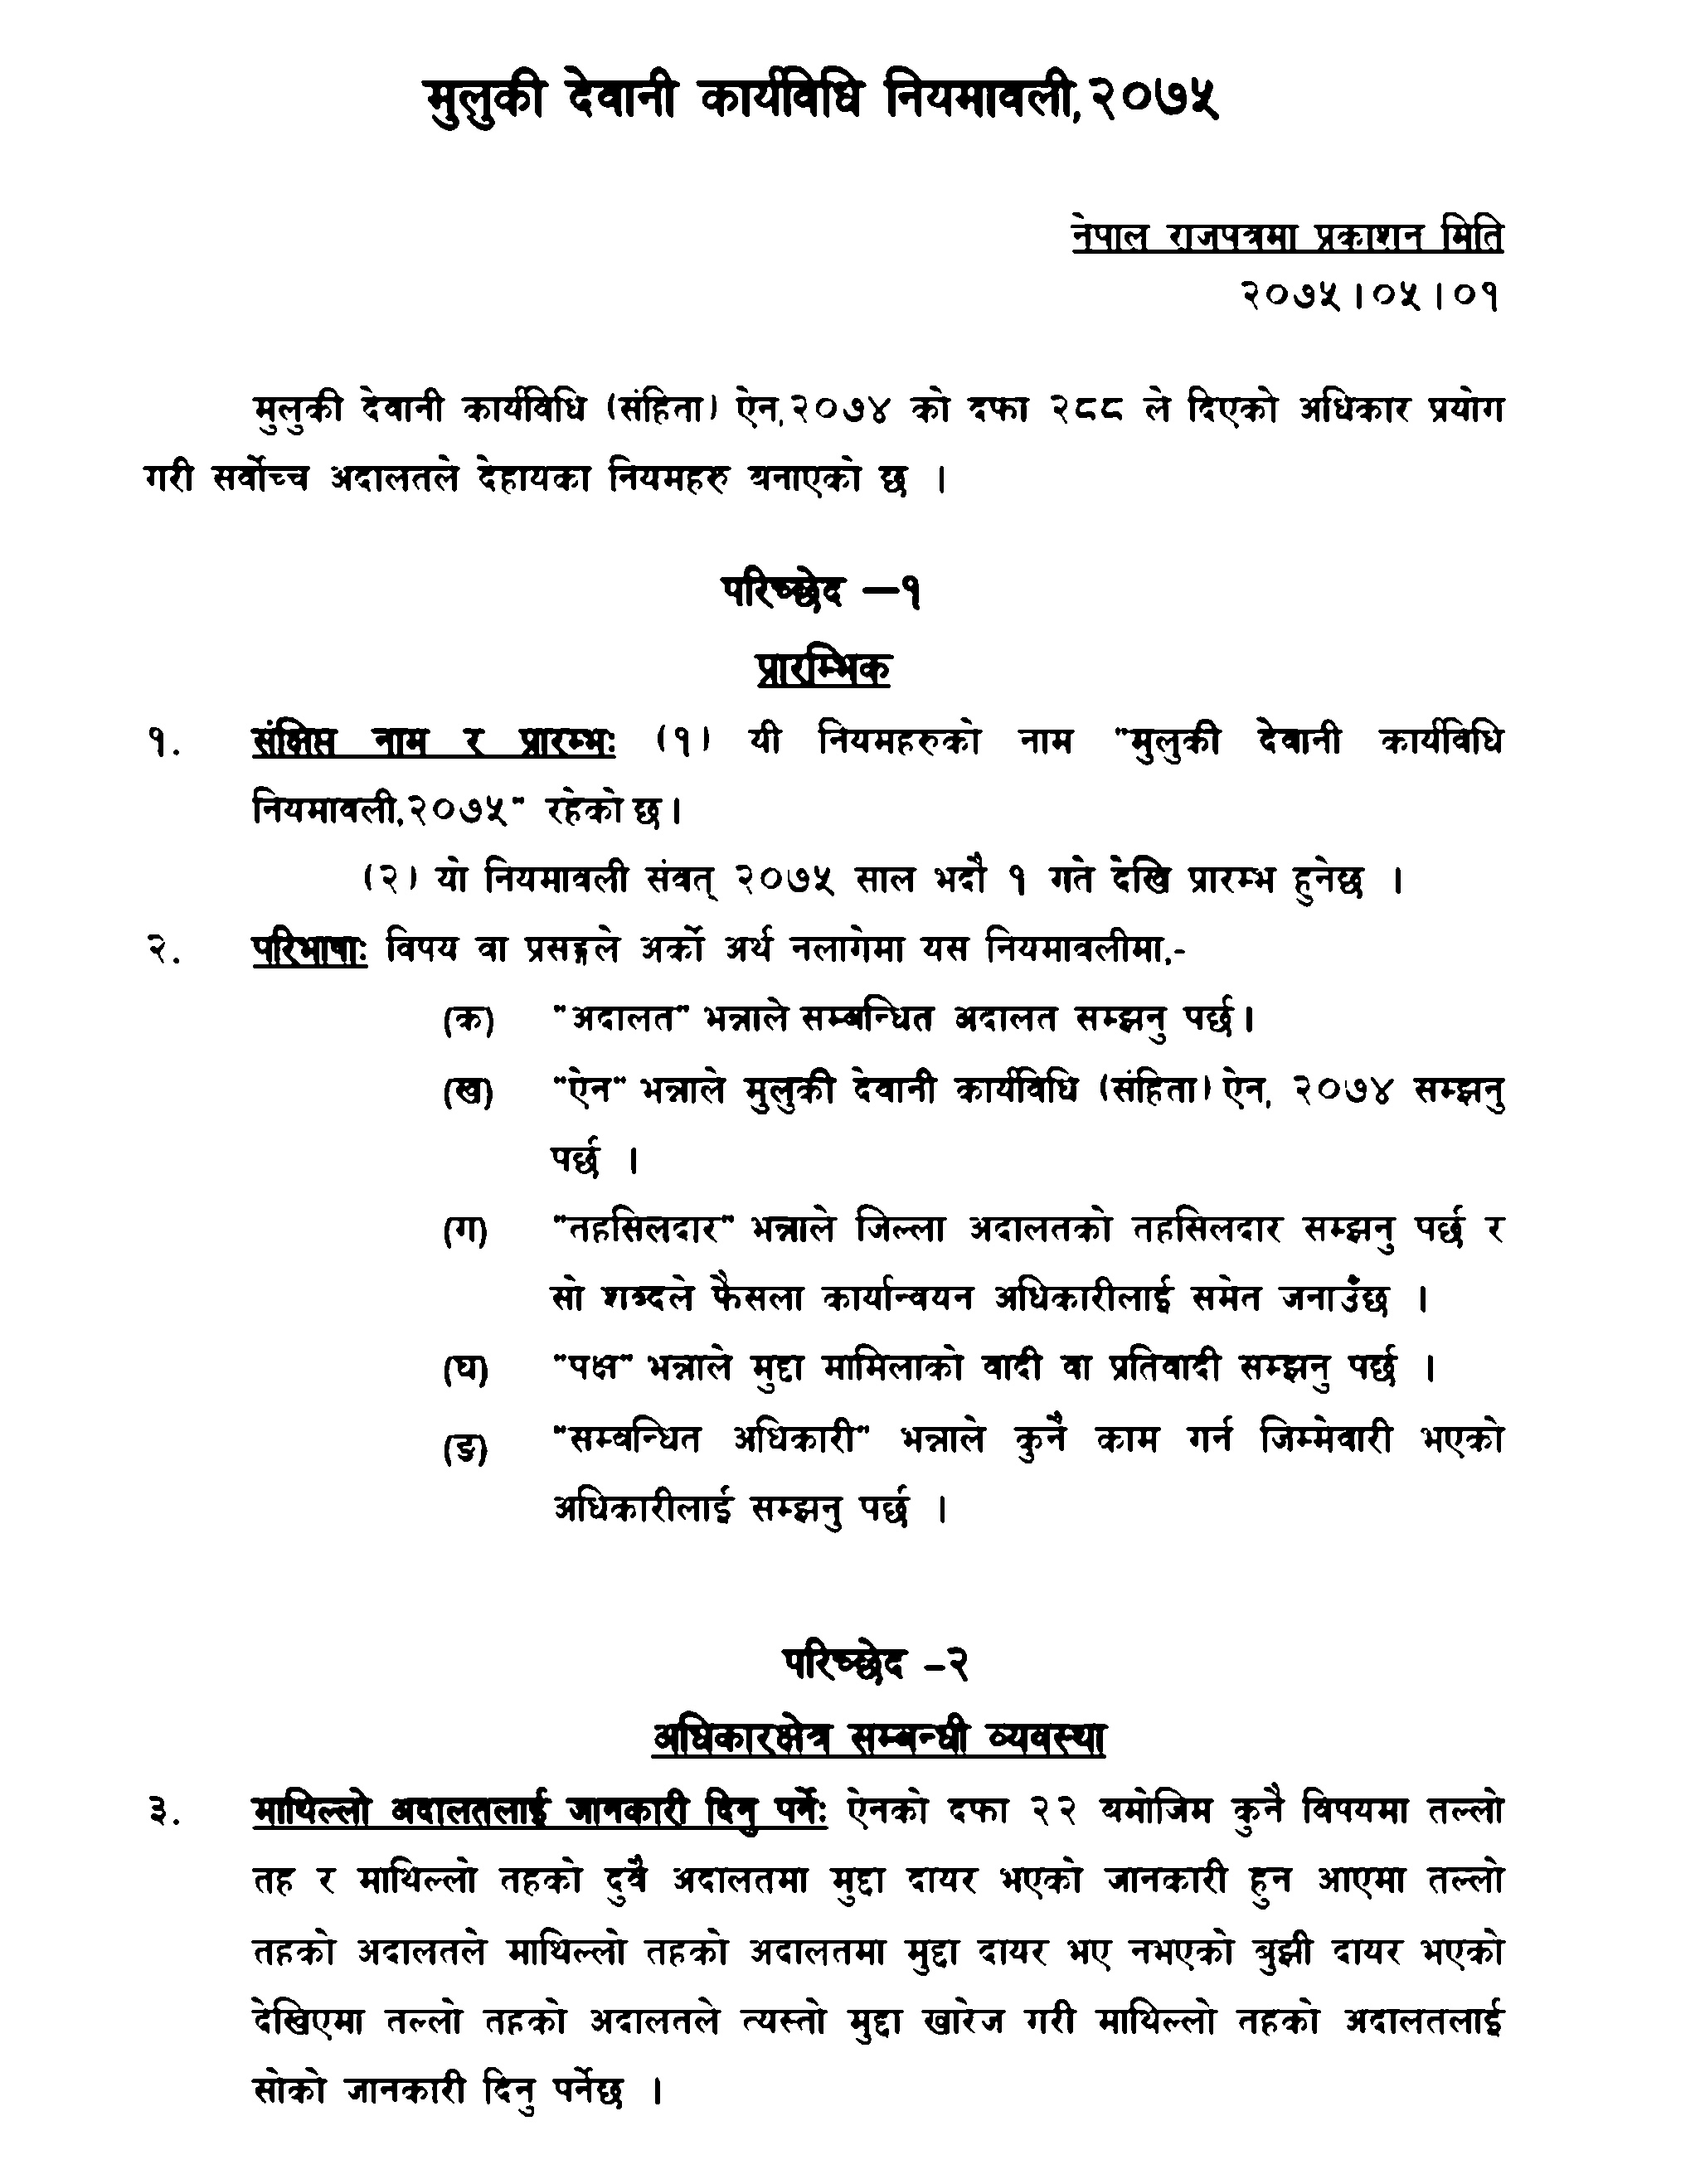 मुलुकी देवानी कार्यविधि नियमावली,२०७५
नेपाल राजपत्रमा प्रकाशन मिति
२०७५।०५।०१
मुलुकी देवानी कार्यविधि (संहिता) ऐन,२०७४ को दफा २८८ ले दिएको अधिकार प्रयोग
गरी सर्वोच्च अदालतले देहायका नियमहरु बनाएको छ ।
परिच्छेद —१
प्रारम्भिक
१. संक्षिप्त नाम र प्रारम्भः (१) यी नियमहरुको नाम "मुलुकी देवानी कार्यविधि
नियमावली,२०७५" रहेको छ।
(२) यो नियमावली संवत् २०७५ साल भदौ १ गते देखि प्रारम्भ हुनेछ ।
२. परिभाषाः विषय वा प्रसङ्गले अर्को अर्थ नलागेमा यस नियमावलीमा,-
(क) "अदालत" भन्नाले सम्बन्धित अदालत सम्झनु पर्छ।
(ख) "ऐन" भन्नाले मुलुकी देवानी कार्यविधि (संहिता) ऐन, २०७४ सम्झनु
पर्छ ।
(ग) "तहसिलदार" भन्नाले जिल्ला अदालतको तहसिलदार सम्झनु पर्छ र
सो शब्दले फैसला कार्यान्वयन अधिकारीलाई समेत जनाउँछ ।
(घ) "पक्ष" भन्नाले मुद्दा मामिलाको वादी वा प्रतिवादी सम्झनु पर्छ ।
(ङ) "सम्बन्धित अधिकारी" भन्नाले कुनै काम गर्न जिम्मेवारी भएको
अधिकारीलाई सम्झनु पर्छ ।
परिच्छेद -२
अधिकारक्षेत्र सम्बन्धी व्यवस्था
३. माथिल्लो अदालतलाई जानकारी दिनु पर्नेः ऐनको दफा २२ बमोजिम कुनै विषयमा तल्लो
तह र माथिल्लो तहको दुवै अदालतमा मुद्दा दायर भएको जानकारी हुन आएमा तल्लो
तहको अदालतले माथिल्लो तहको अदालतमा मुद्दा दायर भए नभएको बुझी दायर भएको
देखिएमा तल्लो तहको अदालतले त्यस्तो मुद्दा खारेज गरी माथिल्लो तहको अदालतलाई
सोको जानकारी दिनु पर्नेछ ।